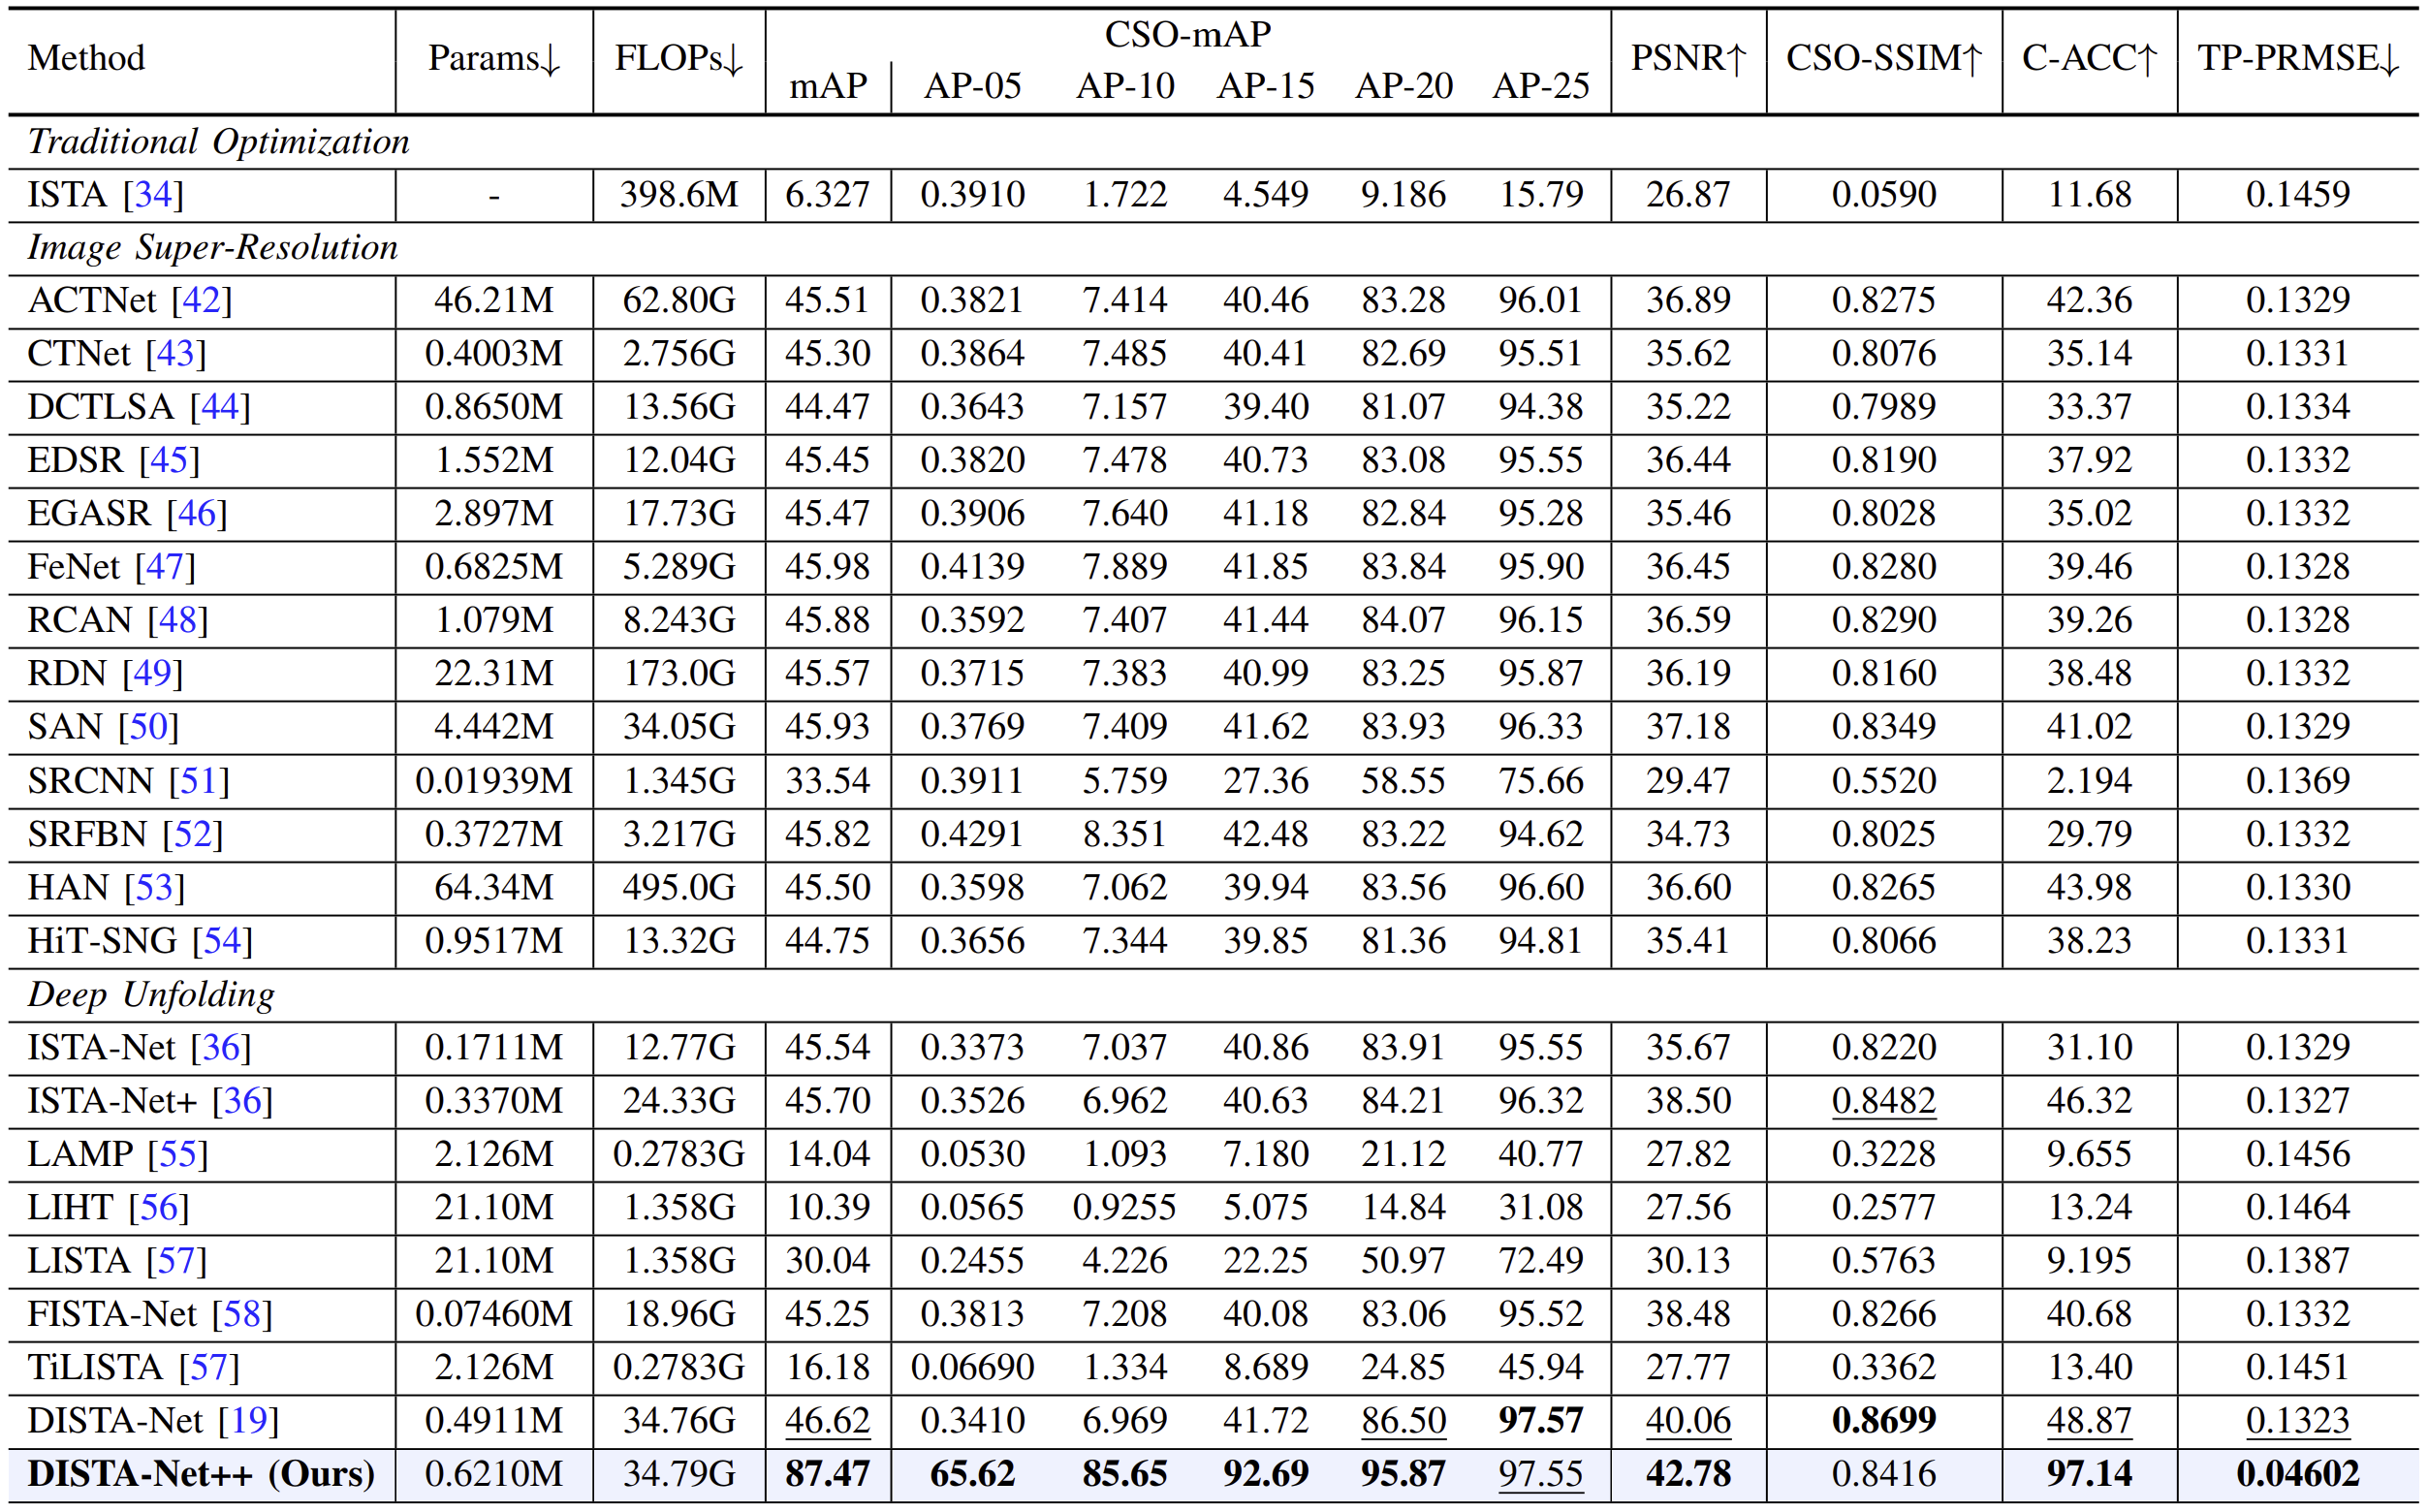 Method Params↓ FLOPs↓ CSO-mAP PSNR↑ CSO-SSIM↑ C-ACC↑ TP-PRMSE↓
mAP AP-05 AP-10 AP-15 AP-20 AP-25
Traditional Optimization
ISTA [34] - 398.6M 6.327 0.3910 1.722 4.549 9.186 15.79 26.87 0.0590 11.68 0.1459
Image Super-Resolution
ACTNet [42] 46.21M 62.80G 45.51 0.3821 7.414 40.46 83.28 96.01 36.89 0.8275 42.36 0.1329
CTNet [43] 0.4003M 2.756G 45.30 0.3864 7.485 40.41 82.69 95.51 35.62 0.8076 35.14 0.1331
DCTLSA [44] 0.8650M 13.56G 44.47 0.3643 7.157 39.40 81.07 94.38 35.22 0.7989 33.37 0.1334
EDSR [45] 1.552M 12.04G 45.45 0.3820 7.478 40.73 83.08 95.55 36.44 0.8190 37.92 0.1332
EGASR [46] 2.897M 17.73G 45.47 0.3906 7.640 41.18 82.84 95.28 35.46 0.8028 35.02 0.1332
FeNet [47] 0.6825M 5.289G 45.98 0.4139 7.889 41.85 83.84 95.90 36.45 0.8280 39.46 0.1328
RCAN [48] 1.079M 8.243G 45.88 0.3592 7.407 41.44 84.07 96.15 36.59 0.8290 39.26 0.1328
RDN [49] 22.31M 173.0G 45.57 0.3715 7.383 40.99 83.25 95.87 36.19 0.8160 38.48 0.1332
SAN [50] 4.442M 34.05G 45.93 0.3769 7.409 41.62 83.93 96.33 37.18 0.8349 41.02 0.1329
SRCNN [51] 0.01939M 1.345G 33.54 0.3911 5.759 27.36 58.55 75.66 29.47 0.5520 2.194 0.1369
SRFBN [52] 0.3727M 3.217G 45.82 0.4291 8.351 42.48 83.22 94.62 34.73 0.8025 29.79 0.1332
HAN [53] 64.34M 495.0G 45.50 0.3598 7.062 39.94 83.56 96.60 36.60 0.8265 43.98 0.1330
HiT-SNG [54] 0.9517M 13.32G 44.75 0.3656 7.344 39.85 81.36 94.81 35.41 0.8066 38.23 0.1331
Deep Unfolding
ISTA-Net [36] 0.1711M 12.77G 45.54 0.3373 7.037 40.86 83.91 95.55 35.67 0.8220 31.10 0.1329
ISTA-Net+ [36] 0.3370M 24.33G 45.70 0.3526 6.962 40.63 84.21 96.32 38.50 0.8482 46.32 0.1327
LAMP [55] 2.126M 0.2783G 14.04 0.0530 1.093 7.180 21.12 40.77 27.82 0.3228 9.655 0.1456
LIHT [56] 21.10M 1.358G 10.39 0.0565 0.9255 5.075 14.84 31.08 27.56 0.2577 13.24 0.1464
LISTA [57] 21.10M 1.358G 30.04 0.2455 4.226 22.25 50.97 72.49 30.13 0.5763 9.195 0.1387
FISTA-Net [58] 0.07460M 18.96G 45.25 0.3813 7.208 40.08 83.06 95.52 38.48 0.8266 40.68 0.1332
TiLISTA [57] 2.126M 0.2783G 16.18 0.06690 1.334 8.689 24.85 45.94 27.77 0.3362 13.40 0.1451
DISTA-Net [19] 0.4911M 34.76G 46.62 0.3410 6.969 41.72 86.50 97.57 40.06 0.8699 48.87 0.1323
DISTA-Net++ (Ours) 0.6210M 34.79G 87.47 65.62 85.65 92.69 95.87 97.55 42.78 0.8416 97.14 0.04602